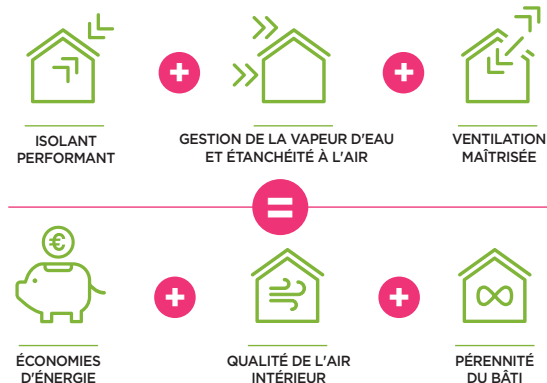 ISOLANT
PERFORMANT
GESTION DE LA VAPEUR D'EAU
ET ÉTANCHÉITÉ À L'AIR
VENTILATION
MAÎTRISÉE
€
ÉCONOMIES
D'ÉNERGIE
QUALITÉ DE L'AIR
INTÉRIEUR
PÉRENNITÉ
DU BÂTI